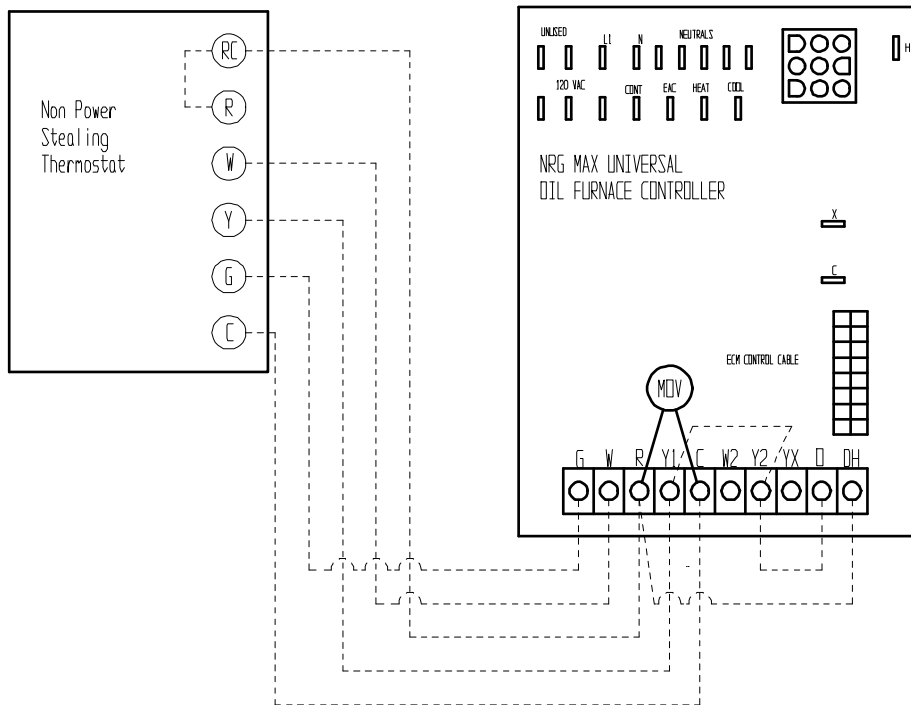 RC
R
W
Y
G
C
Non Power
Stealing
Thermostat
UNUSED
L1
N
NEUTRALS
H
120 VAC
CONT
EAC
HEAT
COOL
NRG MAX UNIVERSAL
OIL FURNACE CONTROLLER
X
C
ECM CONTROL CABLE
MOV
G W R Y1 C W2 Y2 YX O DH